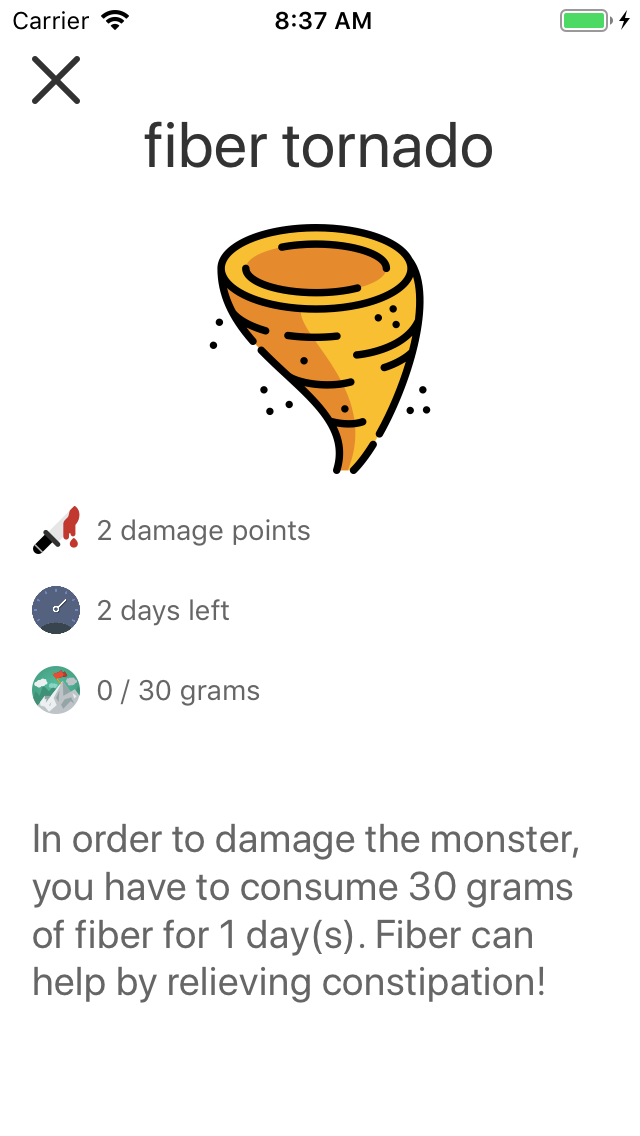 Carrier 8:37 AM
fiber tornado
2 damage points
2 days left
0 / 30 grams
In order to damage the monster,
you have to consume 30 grams
of fiber for 1 day(s). Fiber can
help by relieving constipation!